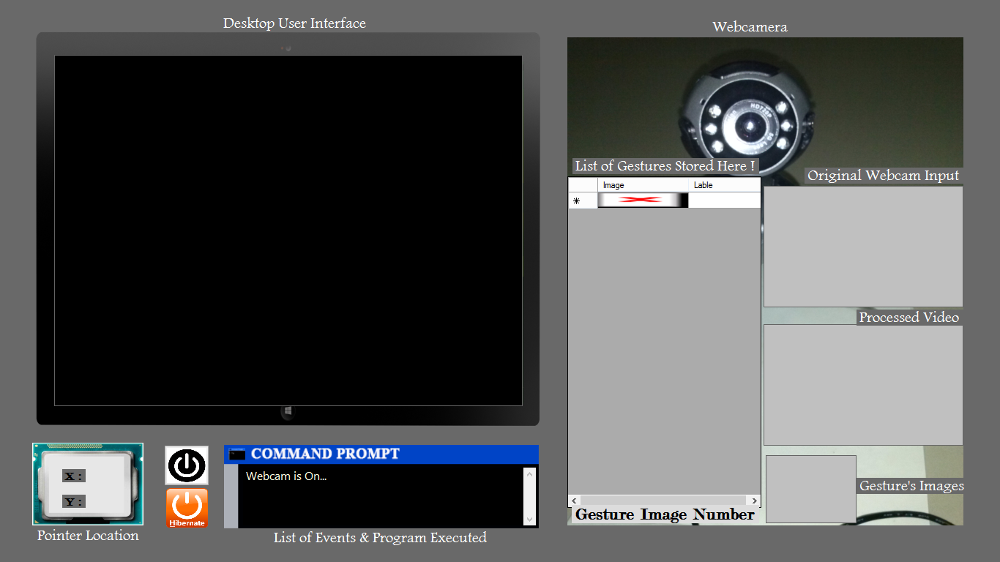 Desktop User Interface
Webcamera
HD720P
List of Gestures Stored Here !
Original Webcam Input
Image
Lable
Processed Video
X :
Y :
Hibernate
COMMAND PROMPT
Webcam is On...
Gesture's Images
Gesture Image Number
Pointer Location
List of Events & Program Executed